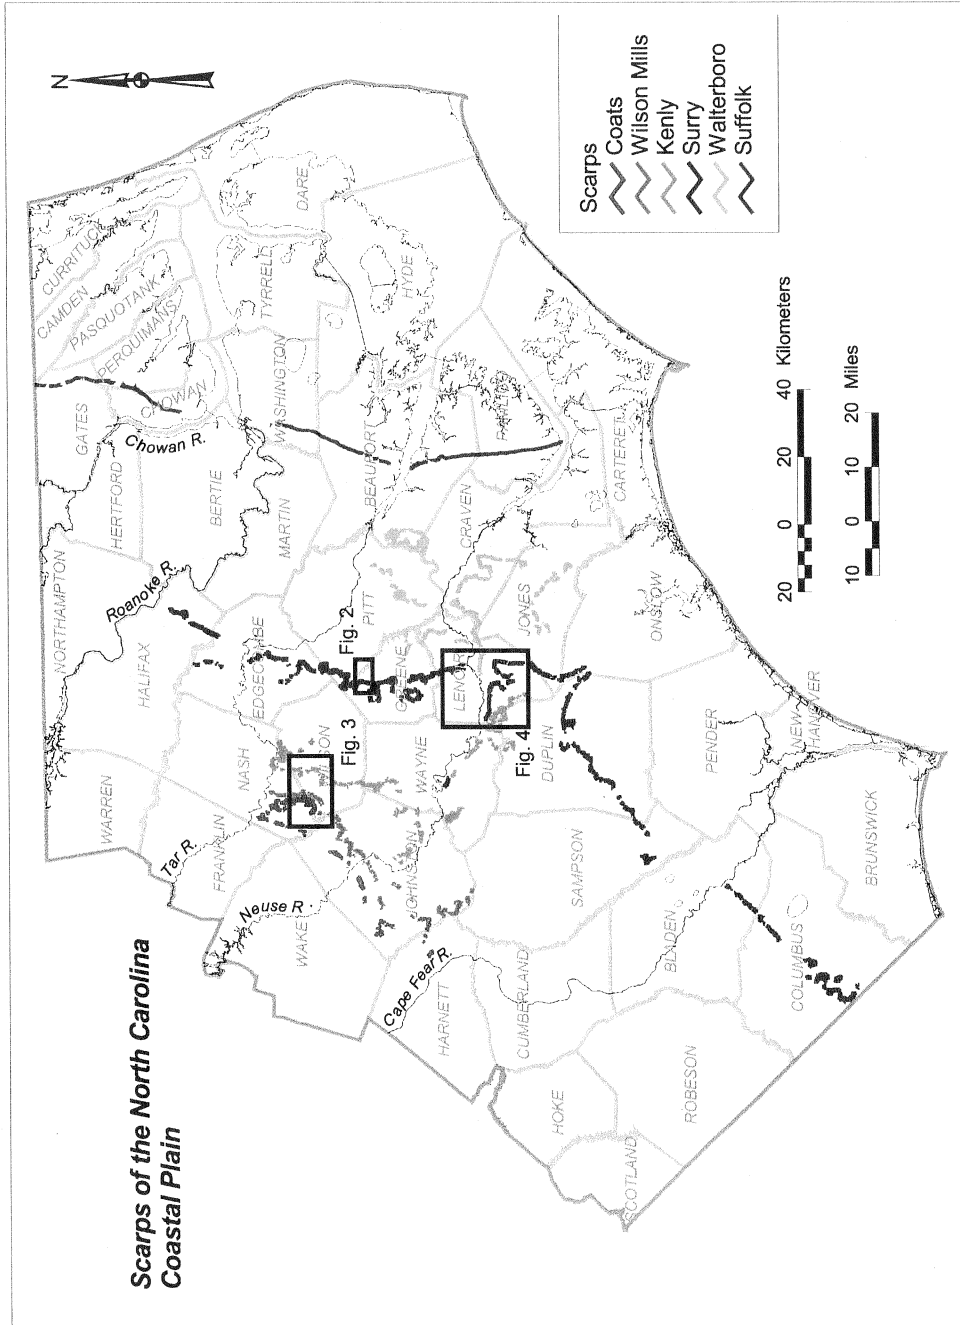 Scarps of the North Carolina
Coastal Plain
N
Scarps
Coats
Wilson Mills
Kenly
Surry
Walterboro
Suffolk
20 0 20 40 Kilometers
10 0 10 20 Miles
Fig. 2
Fig. 3
Fig. 4
Chowan R.
Roanoke R.
Tar R.
Neuse R.
Cape Fear R.
WARREN
NORTHAMPTON
HALIFAX
HERTFORD
GATES
CURRITUCK
CAMDEN
PASQUOTANK
PERQUIMANS
CHOWAN
BERTIE
FRANKLIN
NASH
EDGECOMBE
MARTIN
WASHINGTON
TYRRELL
DARE
WAKE
PITT
BEAUFORT
HYDE
JOHNSTON
WAYNE
GREENE
LENOIR
CRAVEN
PAMLICO
HARNETT
CUMBERLAND
SAMPSON
DUPLIN
JONES
CARTERET
ONSLOW
HOKE
SCOTLAND
ROBESON
BLADEN
PENDER
NEW
HANOVER
COLUMBUS
BRUNSWICK